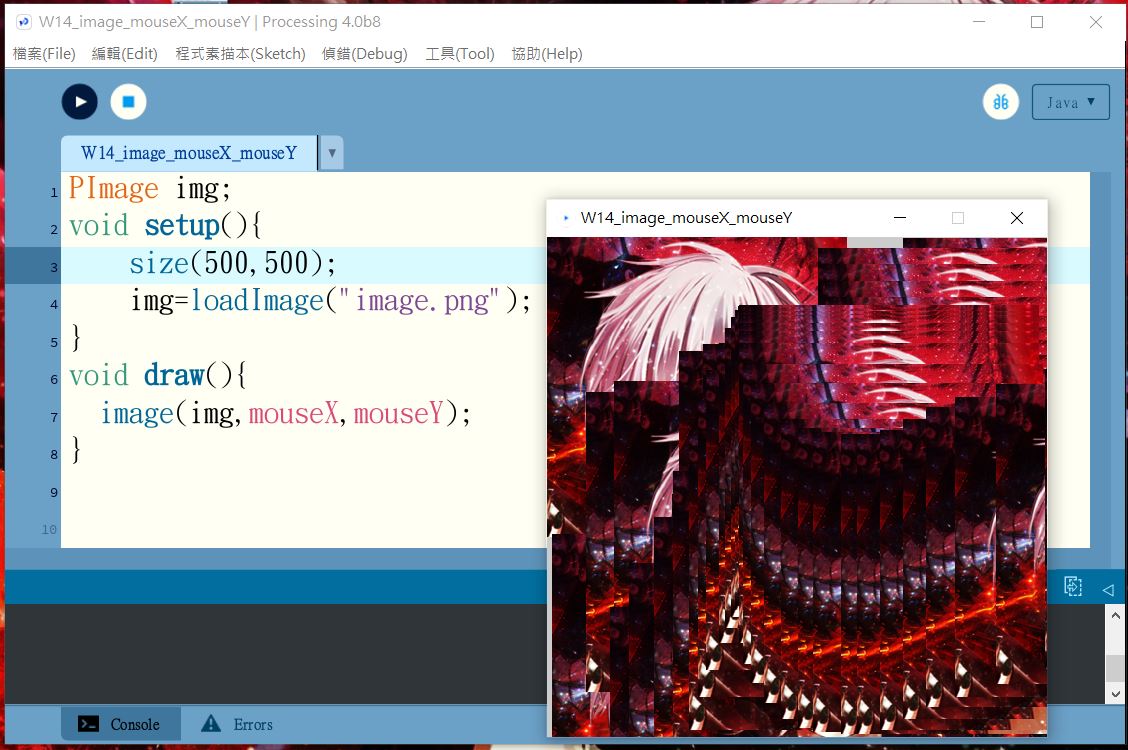 W14_image_mouseX_mouseY | Processing 4.0b8
檔案(File) 編輯(Edit) 程式素描本(Sketch) 偵錯(Debug) 工具(Tool) 協助(Help)
Java ▼
W14_image_mouseX_mouseY ▼
1 PImage img;
2 void setup(){
3 size(500,500);
4 img=loadImage("image.png");
5 }
6 void draw(){
7 image(img,mouseX,mouseY);
8 }
9
10
W14_image_mouseX_mouseY
Console Errors